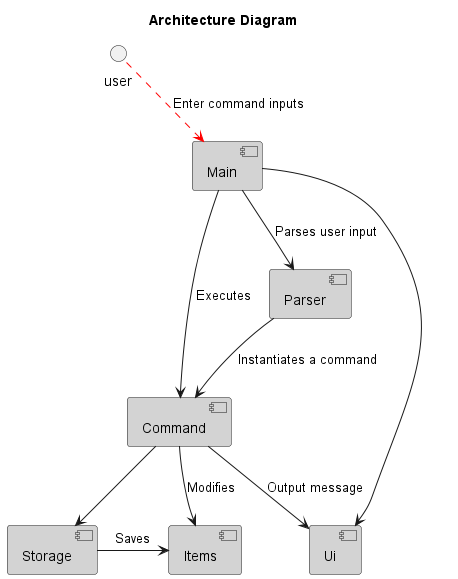 Architecture Diagram
user
Enter command inputs
Main
Parses user input
Executes
Parser
Instantiates a command
Command
Modifies
Output message
Storage
Saves
Items
Ui